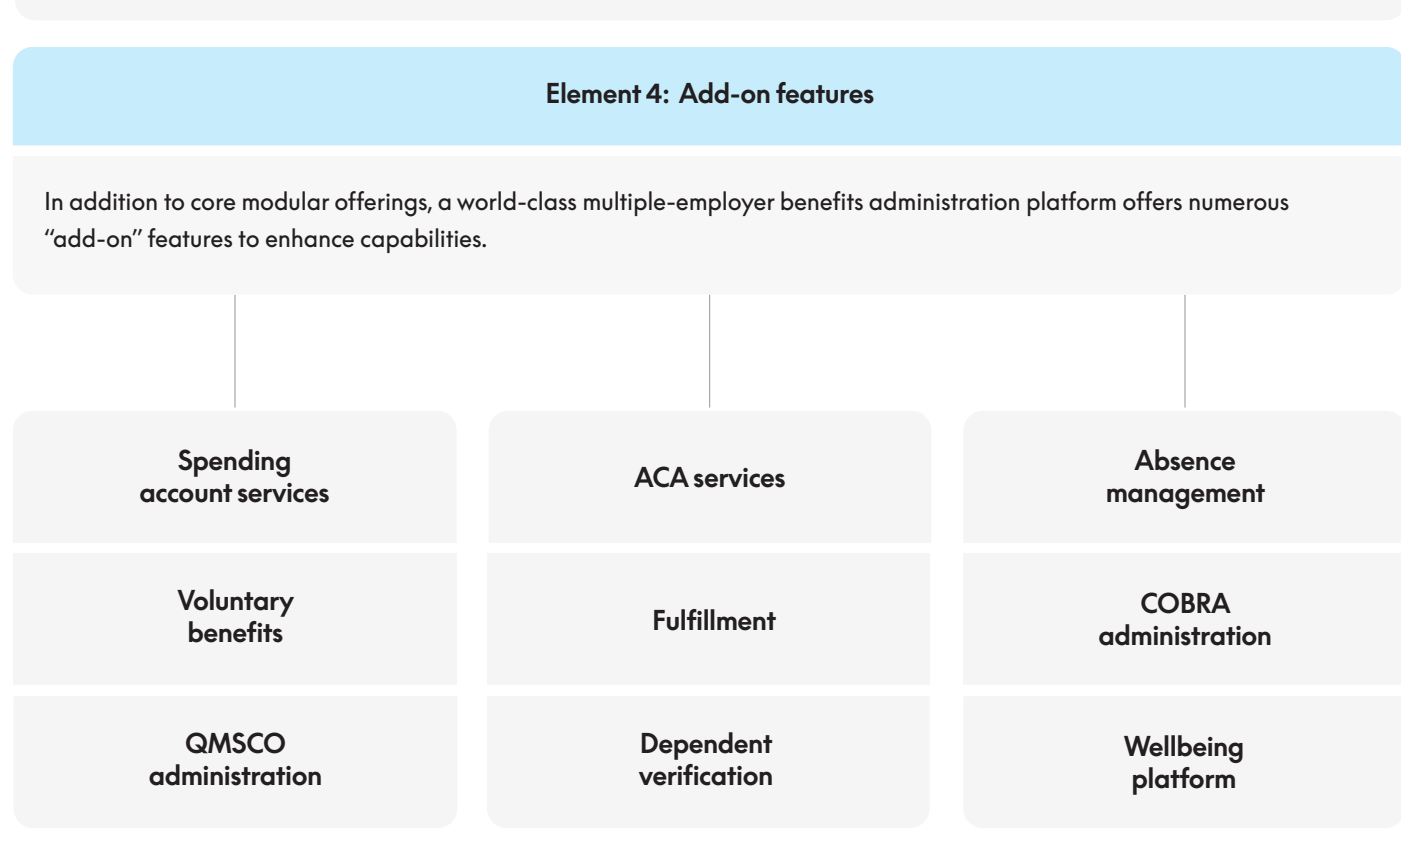 Element 4: Add-on features
In addition to core modular offerings, a world-class multiple-employer benefits administration platform offers numerous
“add-on” features to enhance capabilities.
Spending
account services
ACA services
Absence
management
Voluntary
benefits
Fulfillment
COBRA
administration
QMSCO
administration
Dependent
verification
Wellbeing
platform